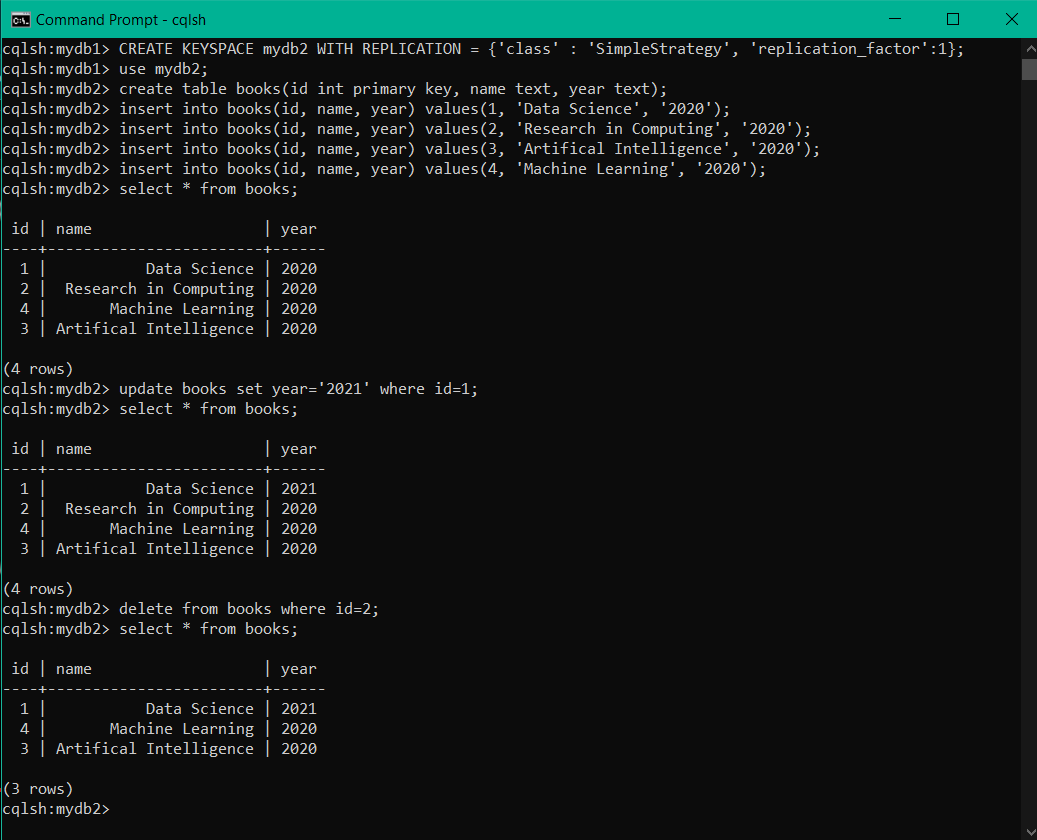 Command Prompt - cqlsh
cqlsh:mydb1> CREATE KEYSPACE mydb2 WITH REPLICATION = {'class' : 'SimpleStrategy', 'replication_factor':1};
cqlsh:mydb1> use mydb2;
cqlsh:mydb2> create table books(id int primary key, name text, year text);
cqlsh:mydb2> insert into books(id, name, year) values(1, 'Data Science', '2020');
cqlsh:mydb2> insert into books(id, name, year) values(2, 'Research in Computing', '2020');
cqlsh:mydb2> insert into books(id, name, year) values(3, 'Artifical Intelligence', '2020');
cqlsh:mydb2> insert into books(id, name, year) values(4, 'Machine Learning', '2020');
cqlsh:mydb2> select * from books;

 id | name                   | year
----+------------------------+------
  1 |           Data Science | 2020
  2 |  Research in Computing | 2020
  4 |       Machine Learning | 2020
  3 | Artifical Intelligence | 2020

(4 rows)
cqlsh:mydb2> update books set year='2021' where id=1;
cqlsh:mydb2> select * from books;

 id | name                   | year
----+------------------------+------
  1 |           Data Science | 2021
  2 |  Research in Computing | 2020
  4 |       Machine Learning | 2020
  3 | Artifical Intelligence | 2020

(4 rows)
cqlsh:mydb2> delete from books where id=2;
cqlsh:mydb2> select * from books;

 id | name                   | year
----+------------------------+------
  1 |           Data Science | 2021
  4 |       Machine Learning | 2020
  3 | Artifical Intelligence | 2020

(3 rows)
cqlsh:mydb2>